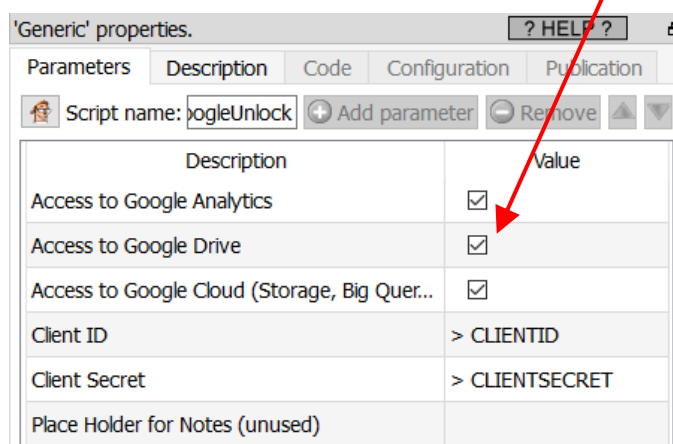 'Generic' properties. ? HELP ?
Parameters Description Code Configuration Publication
Script name: oogleUnlock Add parameter Remove
Description Value
Access to Google Analytics
Access to Google Drive
Access to Google Cloud (Storage, Big Quer...
Client ID > CLIENTID
Client Secret > CLIENTSECRET
Place Holder for Notes (unused)